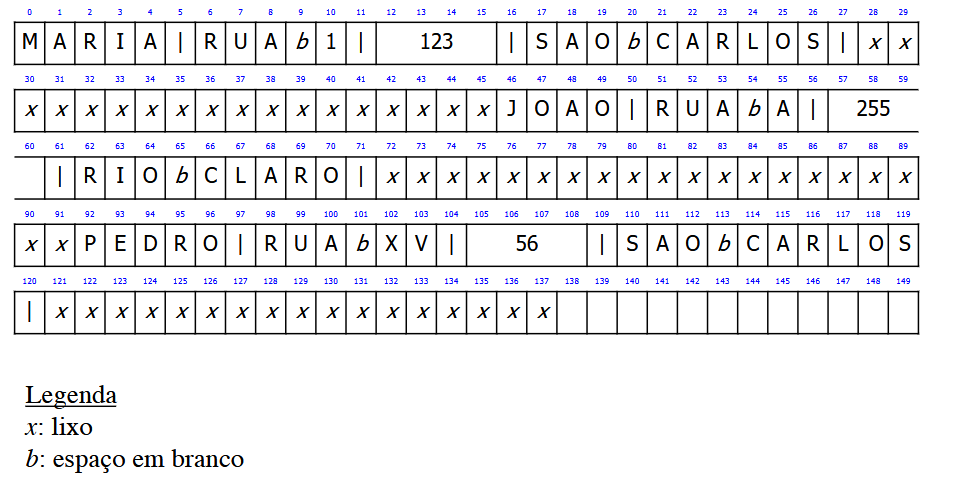 0 1 2 3 4 5 6 7 8 9 10 11 12 13 14 15 16 17 18 19 20 21 22 23 24 25 26 27 28 29
M A R I A | R U A b 1 | 123 | S A O b C A R L O S | x x
30 31 32 33 34 35 36 37 38 39 40 41 42 43 44 45 46 47 48 49 50 51 52 53 54 55 56 57 58 59
x x x x x x x x x x x x x x x x J O A O | R U A b A | 255
60 61 62 63 64 65 66 67 68 69 70 71 72 73 74 75 76 77 78 79 80 81 82 83 84 85 86 87 88 89
| R I O b C L A R O | x x x x x x x x x x x x x x x x x x
90 91 92 93 94 95 96 97 98 99 100 101 102 103 104 105 106 107 108 109 110 111 112 113 114 115 116 117 118 119
x x P E D R O | R U A b X V | 56 | S A O b C A R L O S
120 121 122 123 124 125 126 127 128 129 130 131 132 133 134 135 136 137 138 139 140 141 142 143 144 145 146 147 148 149
| x x x x x x x x x x x x x x x x x
Legenda
x: lixo
b: espaço em branco